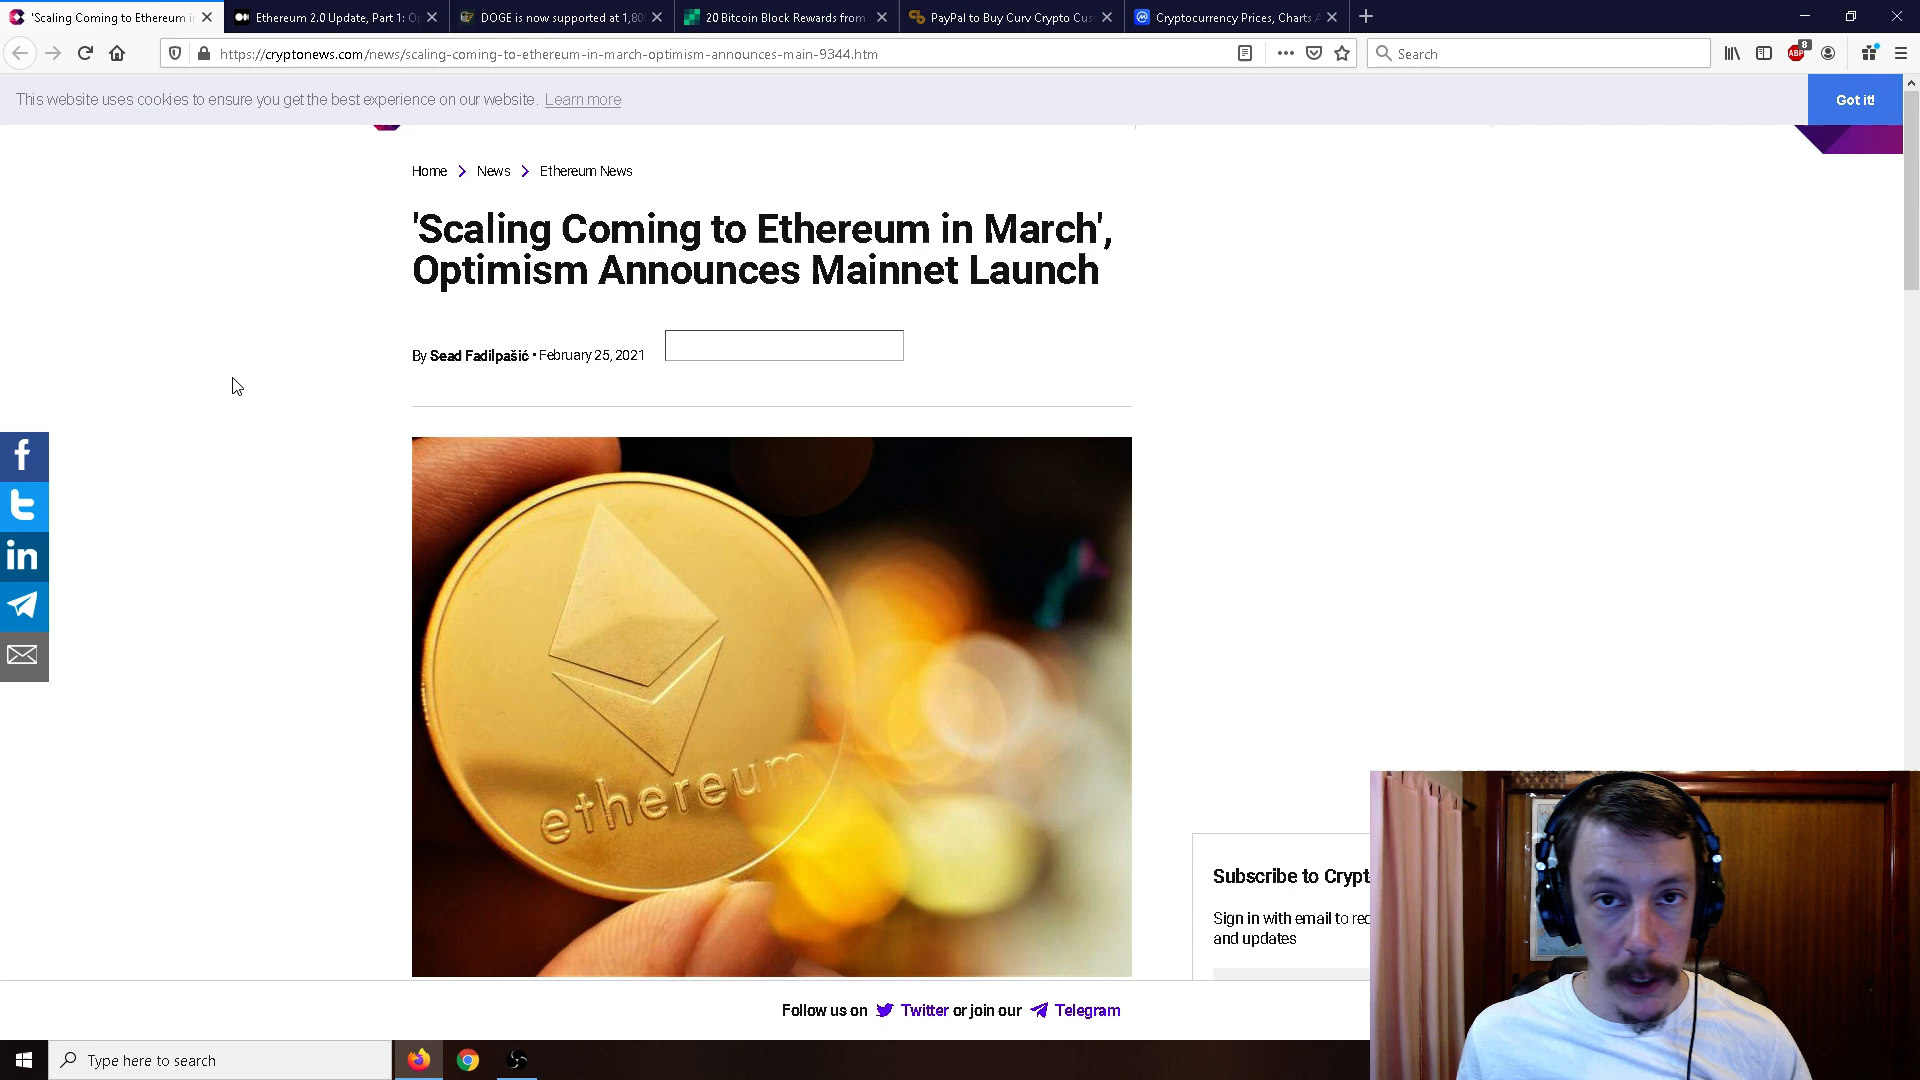 'Scaling Coming to Ethereum in
Ethereum 2.0 Update, Part 1: O
DOGE is now supported at 1,80
20 Bitcoin Block Rewards from
PayPal to Buy Curv Crypto Cus
Cryptocurrency Prices, Charts A
https://cryptonews.com/news/scaling-coming-to-ethereum-in-march-optimism-announces-main-9344.htm
Search
ABP
8
This website uses cookies to ensure you get the best experience on our website. Learn more
Got it!
Home > News > Ethereum News
'Scaling Coming to Ethereum in March',
Optimism Announces Mainnet Launch
By Sead Fadilpašić • February 25, 2021
ethereum
Subscribe to Crypt
Sign in with email to rec
and updates
Follow us on Twitter or join our Telegram
Type here to search